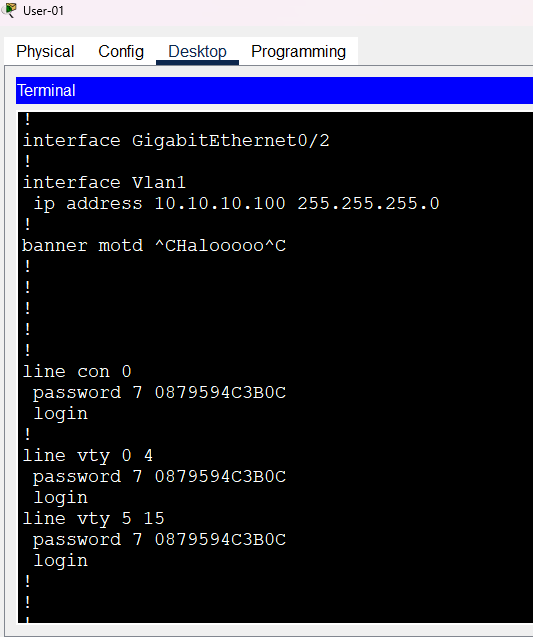 User-01
Physical Config Desktop Programming
Terminal
!
interface GigabitEthernet0/2
!
interface Vlan1
 ip address 10.10.10.100 255.255.255.0
!
banner motd ^CHalooooo^C
!
!
!
!
!
line con 0
 password 7 0879594C3B0C
 login
!
line vty 0 4
 password 7 0879594C3B0C
 login
line vty 5 15
 password 7 0879594C3B0C
 login
!
!
!